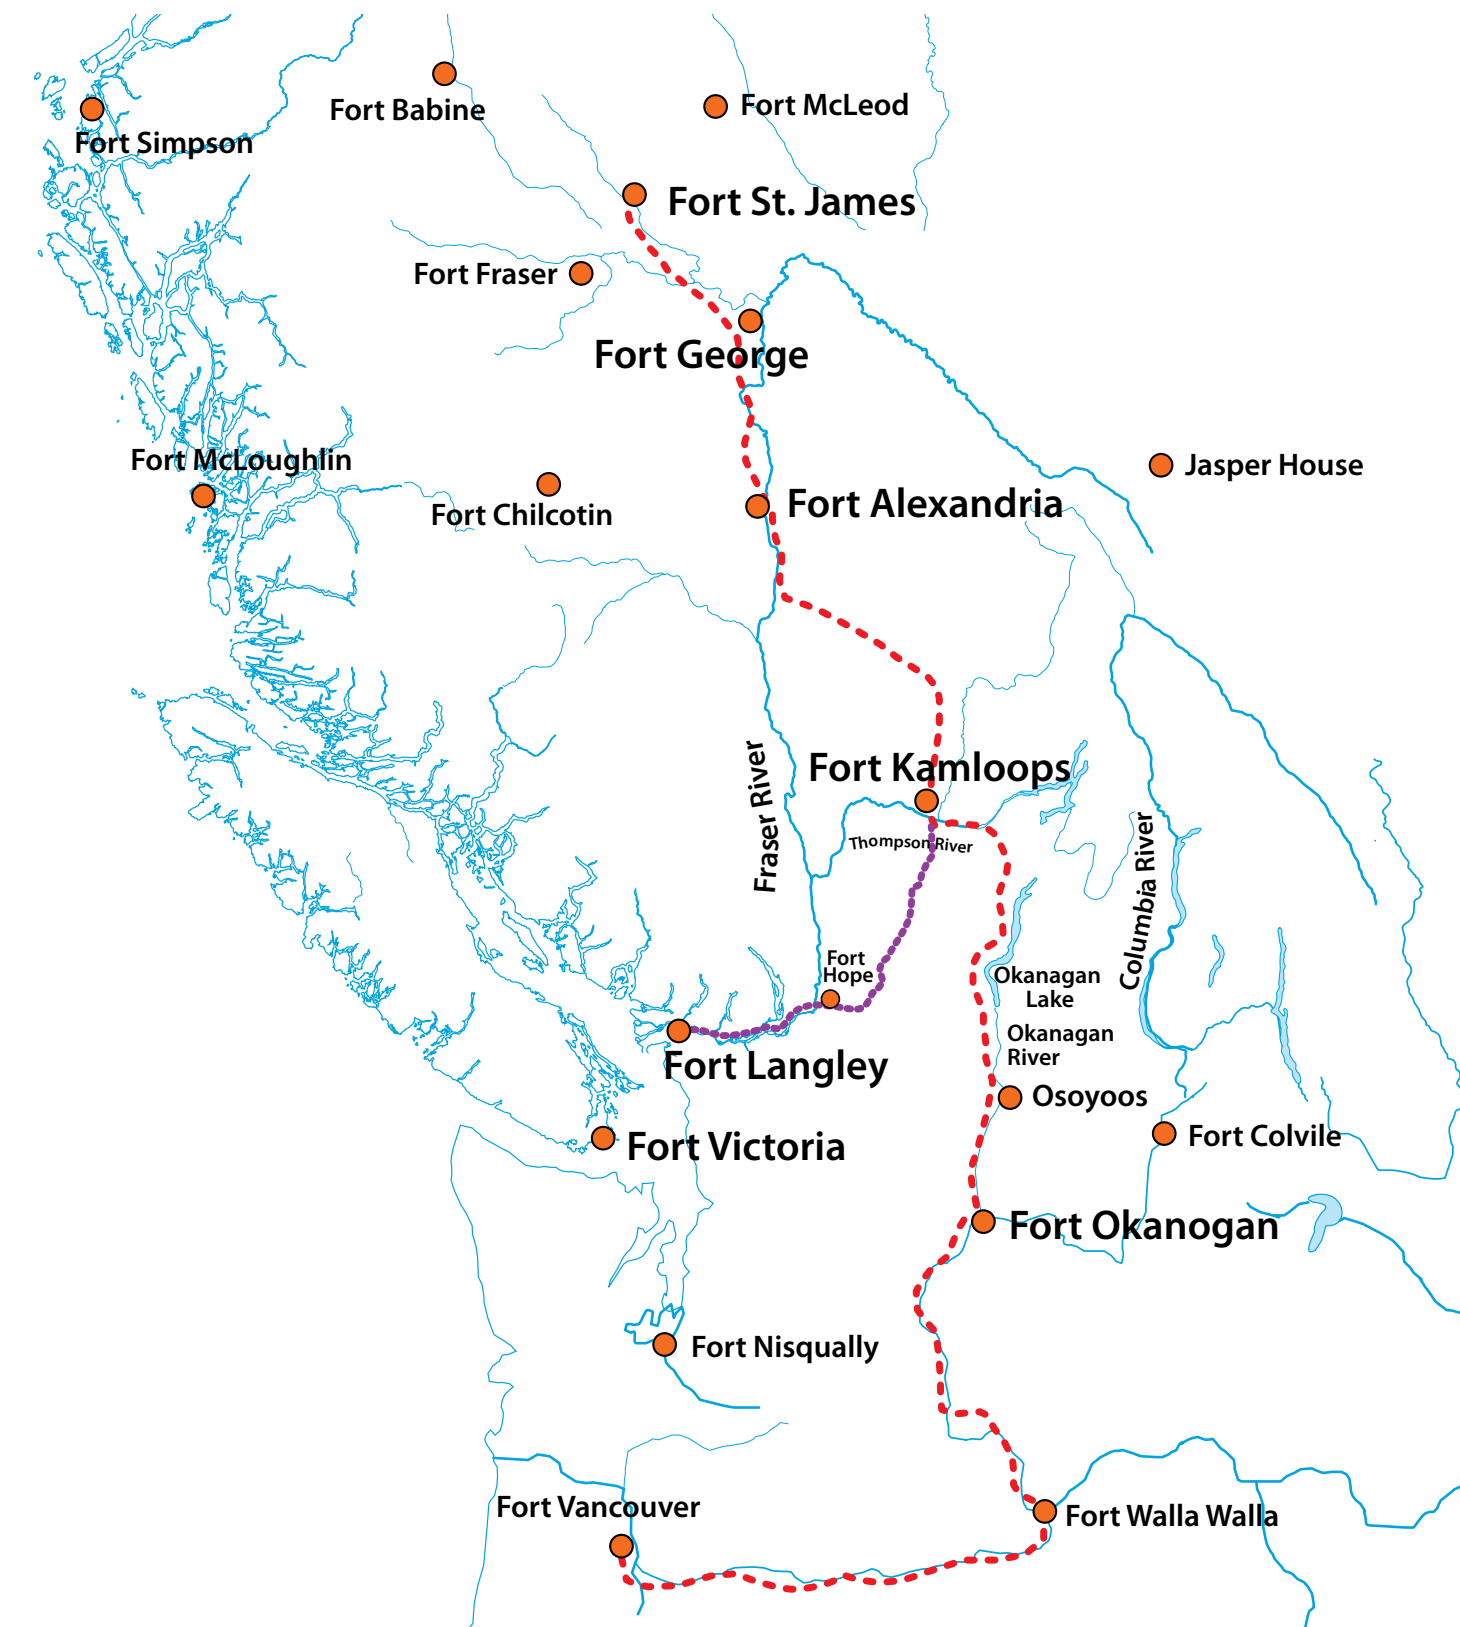 Fort Babine
Fort McLeod
Fort Simpson
Fort St. James
Fort Fraser
Fort George
Fort McLoughlin
Jasper House
Fort Chilcotin
Fort Alexandria
Fort Kamloops
Fraser River
Thompson River
Columbia River
Fort
Hope
Okanagan
Lake
Okanagan
River
Fort Langley
Osoyoos
Fort Victoria
Fort Colvile
Fort Okanogan
Fort Nisqually
Fort Vancouver
Fort Walla Walla